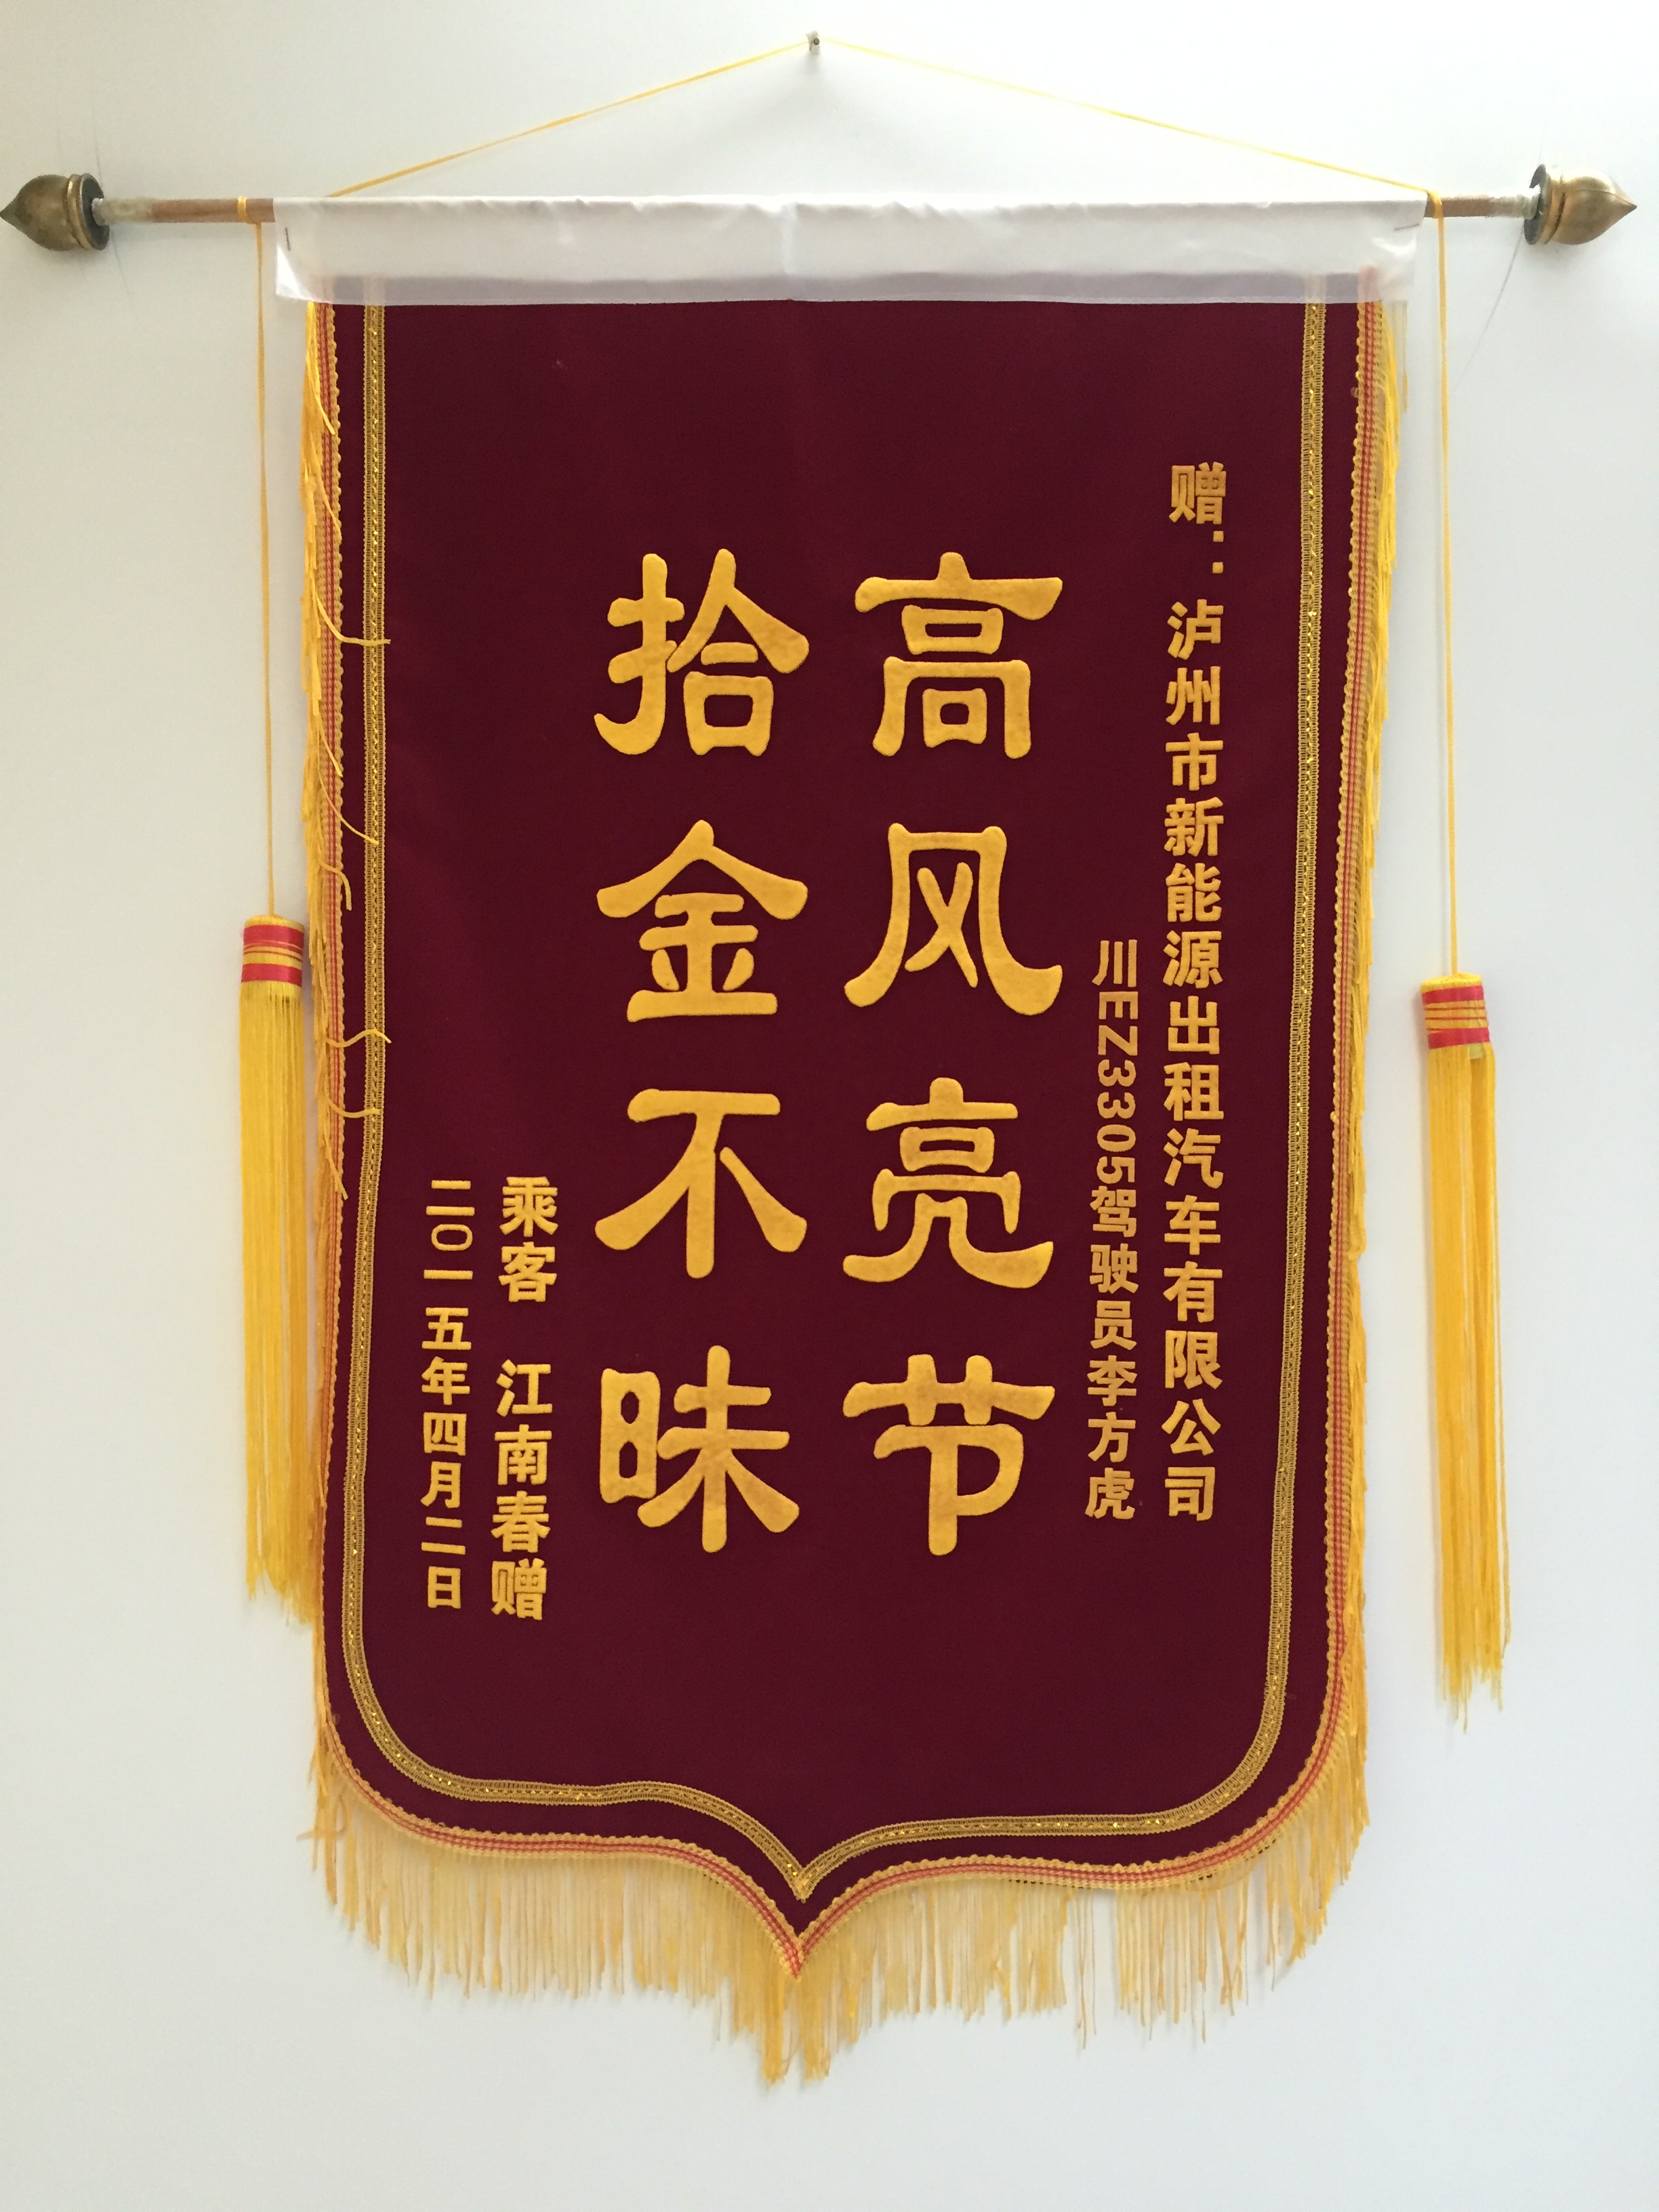 赠：泸州市新能源出租汽车有限公司
川EZ3305驾驶员李方虎
高风亮节
拾金不昧
乘客 江南春赠
二〇一五年四月二日